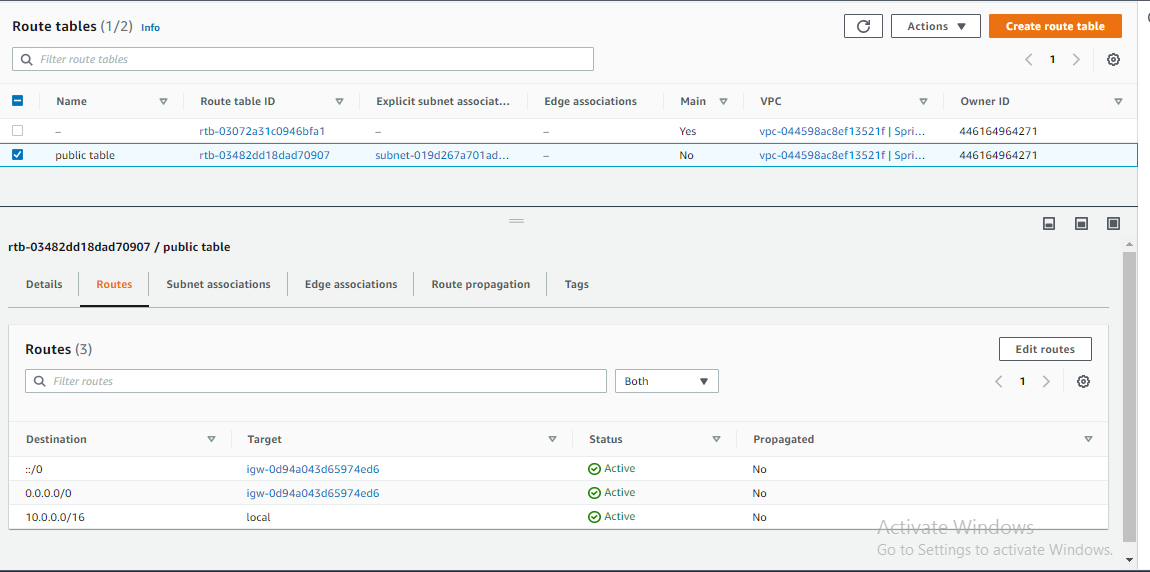 Route tables (1/2) Info
Actions
Create route table
Filter route tables
1
Name Route table ID Explicit subnet associat... Edge associations Main VPC Owner ID
– rtb-03072a31c0946bfa1 – – Yes vpc-044598ac8ef13521f | Spri... 446164964271
public table rtb-03482dd18dad70907 subnet-019d267a701ad... – No vpc-044598ac8ef13521f | Spri... 446164964271
rtb-03482dd18dad70907 / public table
Details Routes Subnet associations Edge associations Route propagation Tags
Routes (3)
Edit routes
Filter routes
Both
1
Destination Target Status Propagated
::/0 igw-0d94a043d65974ed6 Active No
0.0.0.0/0 igw-0d94a043d65974ed6 Active No
10.0.0.0/16 local Active No
Activate Windows
Go to Settings to activate Windows.